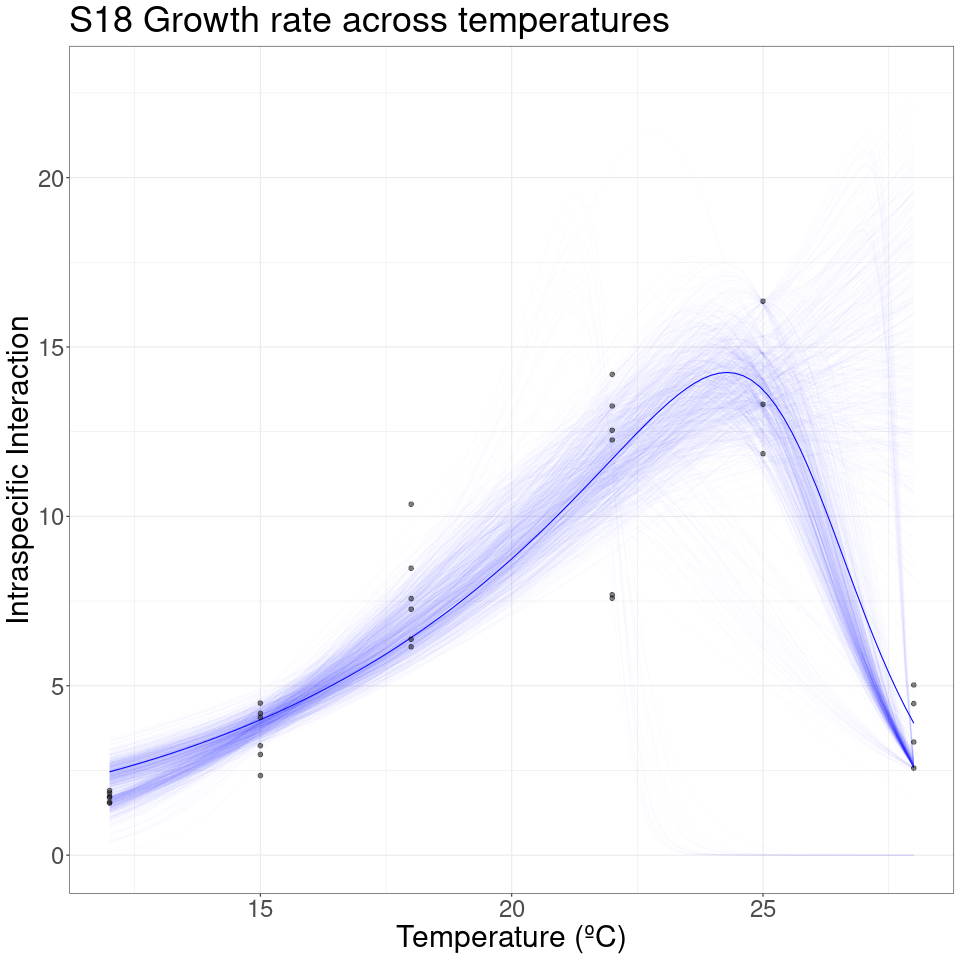 S18 Growth rate across temperatures
Intraspecific Interaction
20
15
10
5
0
15 20 25
Temperature (ºC)